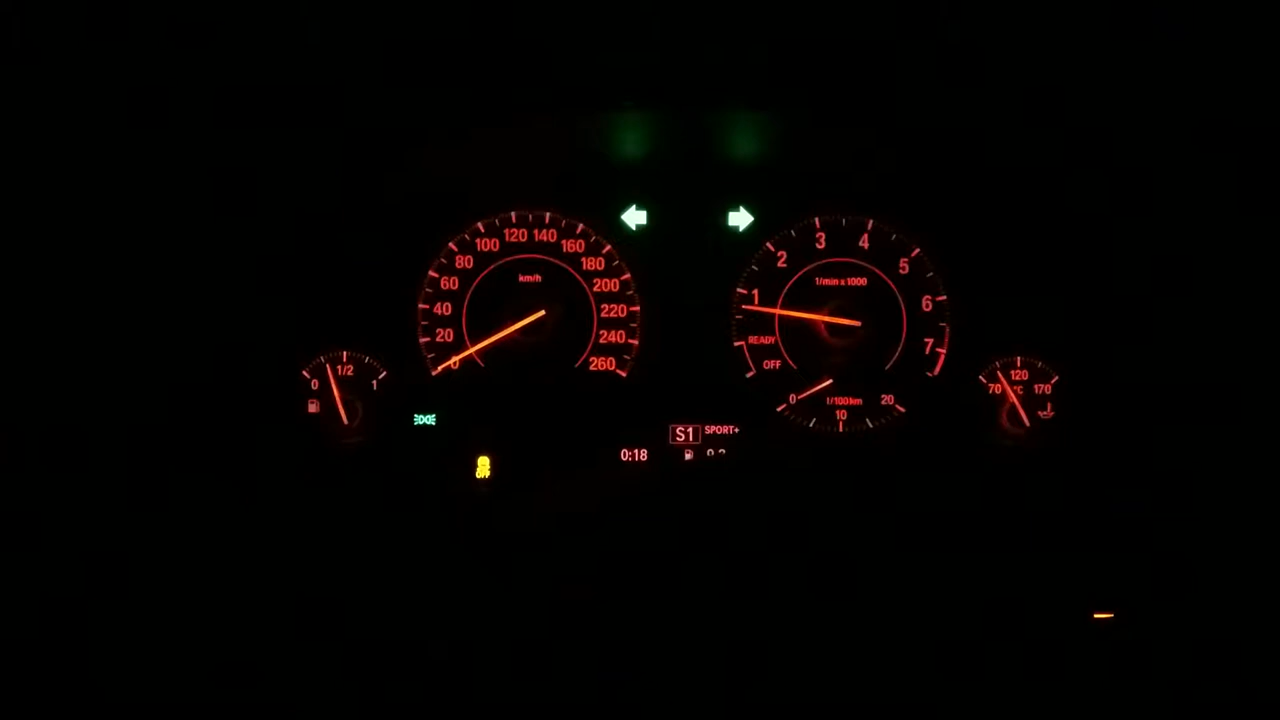 0 20 40 60 80 100 120 140 160 180 200 220 240 260
km/h
1 2 3 4 5 6 7
1/min x 1000
READY
OFF
0 1/2 1
0 10 20
l/100km
70 120 170
°C
S1 SPORT+
0:18
OFF